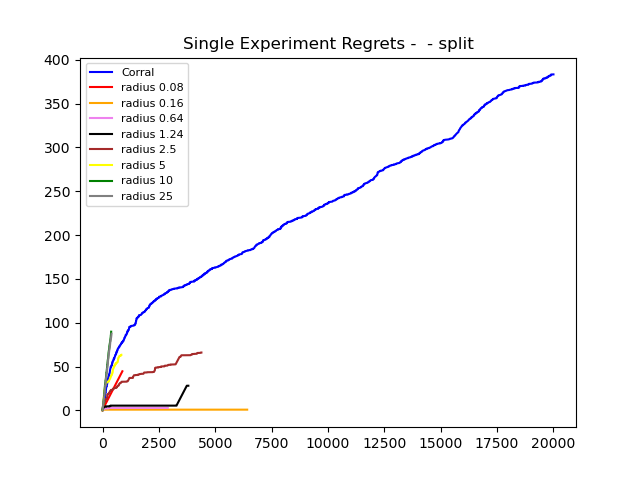 Single Experiment Regrets -  - split
400
350
300
250
200
150
100
50
0
Corral
radius 0.08
radius 0.16
radius 0.64
radius 1.24
radius 2.5
radius 5
radius 10
radius 25
0 2500 5000 7500 10000 12500 15000 17500 20000